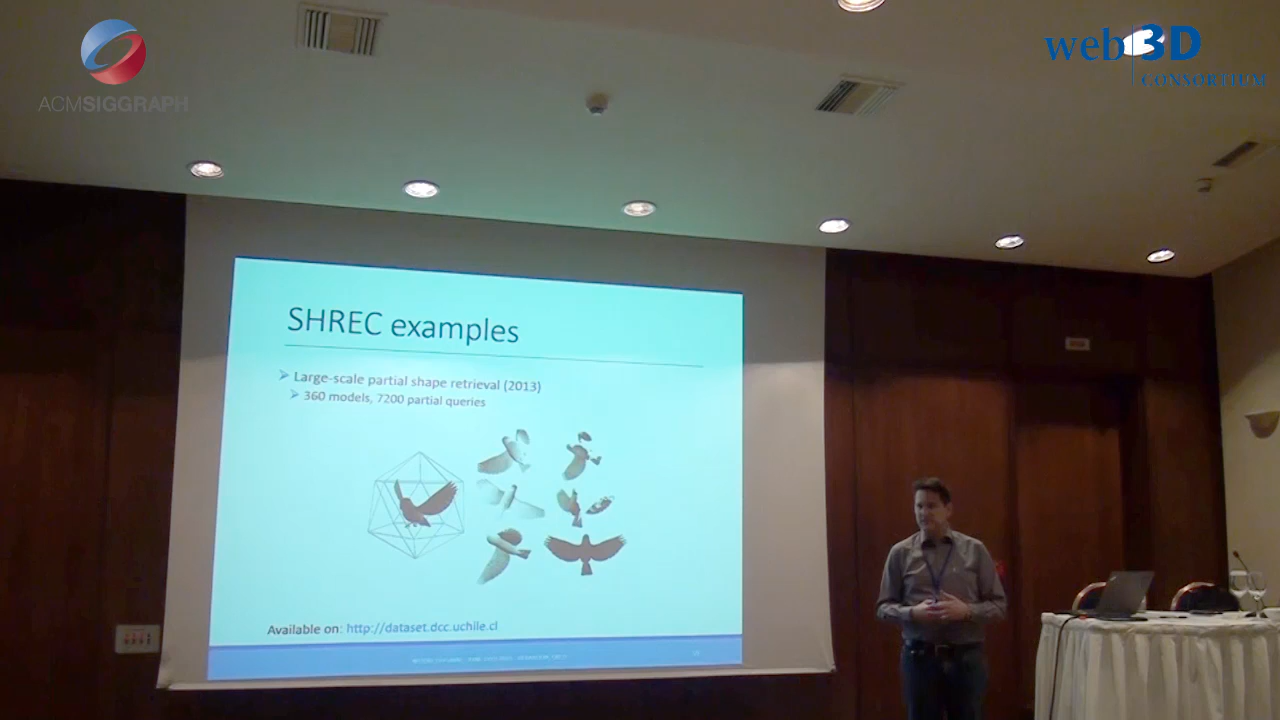 ACMSIGGRAPH
web3D
CONSORTIUM
SHREC examples
➢ Large-scale partial shape retrieval (2013)
➢ 360 models, 7200 partial queries
Available on: http://dataset.dcc.uchile.cl